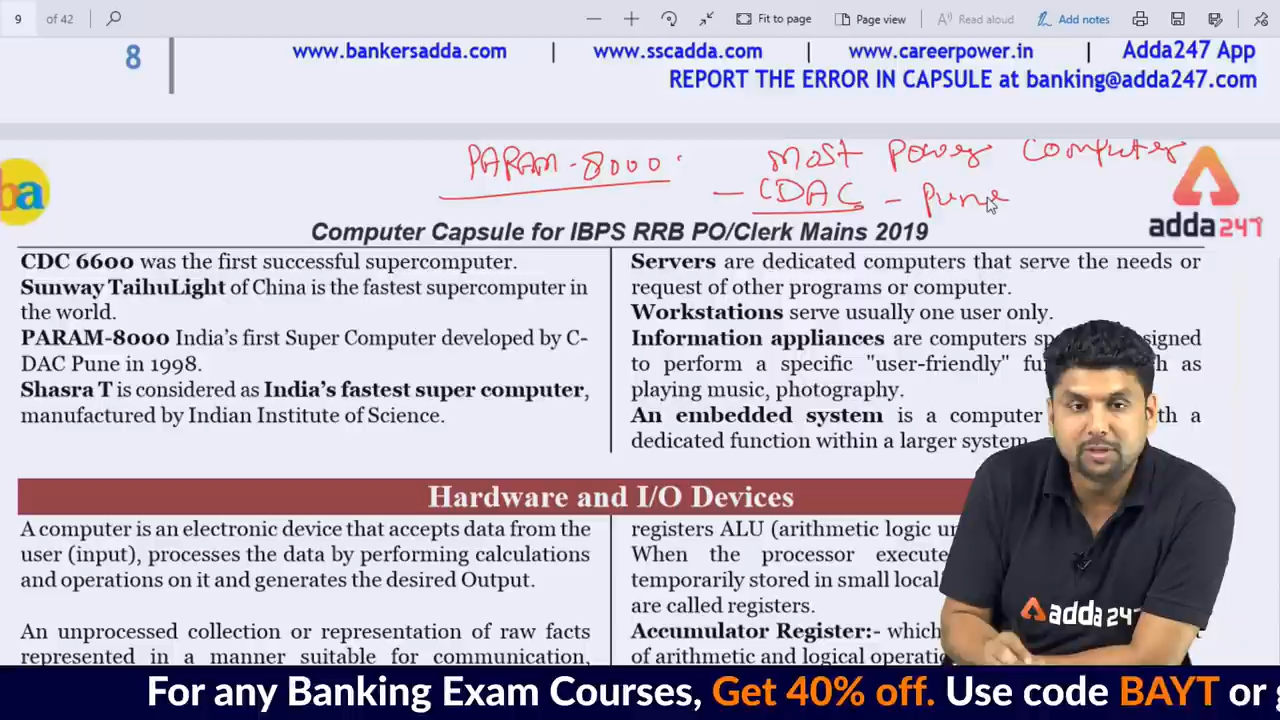 9 of 42
Fit to page
Page view
Read aloud
Add notes
8
www.bankersadda.com | www.sscadda.com | www.careerpower.in | Adda247 App
REPORT THE ERROR IN CAPSULE at banking@adda247.com
PARAM-8000. Most Power Computer
- CDAC - Pune
ba
adda247
Computer Capsule for IBPS RRB PO/Clerk Mains 2019
CDC 6600 was the first successful supercomputer.
Sunway TaihuLight of China is the fastest supercomputer in
the world.
PARAM-8000 India's first Super Computer developed by C-
DAC Pune in 1998.
Shasra T is considered as India's fastest super computer,
manufactured by Indian Institute of Science.
Servers are dedicated computers that serve the needs or
request of other programs or computer.
Workstations serve usually one user only.
Information appliances are computers
to perform a specific "user-friendly"
playing music, photography.
An embedded system is a computer
dedicated function within a larger system
Hardware and I/O Devices
A computer is an electronic device that accepts data from the
user (input), processes the data by performing calculations
and operations on it and generates the desired Output.
An unprocessed collection or representation of raw facts
represented in a manner suitable for communication,
registers ALU (arithmetic logic
When the processor
temporarily stored in small local
are called registers.
Accumulator Register:- which
of arithmetic and logical
adda247
For any Banking Exam Courses, Get 40% off. Use code BAYT or